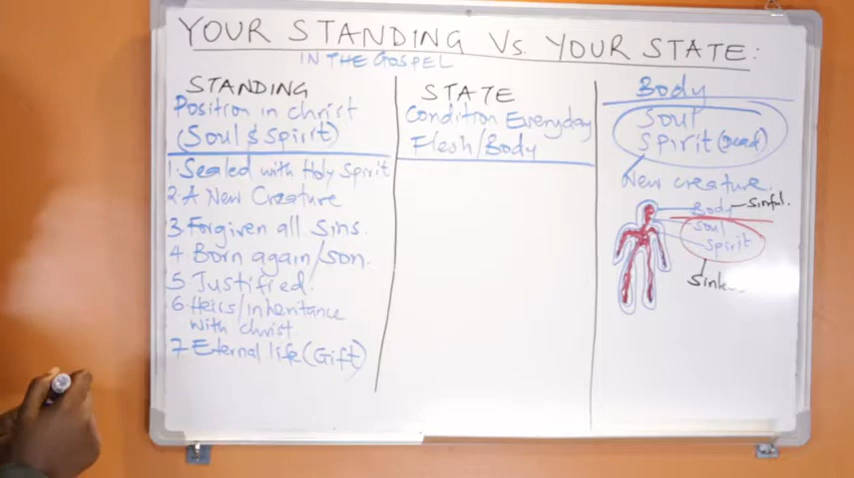 YOUR STANDING Vs. YOUR STATE:
IN THE GOSPEL
STANDING
Position in christ
(Soul & Spirit)
1. Sealed with Holy Spirit
2. A New Creature
3. Forgiven all Sins.
4. Born again/son.
5. Justified.
6. Heirs/inheritance
with christ
7. Eternal life (Gift)
STATE
Condition Everyday
Flesh/Body
Body
Soul
Spirit (Dead)
New creature.
Body - Sinful.
Soul
Spirit